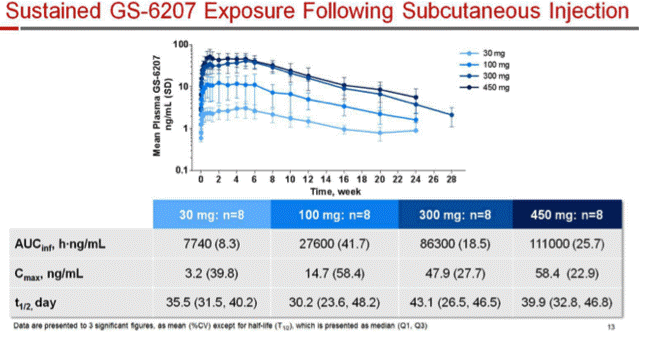 Sustained GS-6207 Exposure Following Subcutaneous Injection
Mean Plasma GS-6207
ng/mL (SD)
100
10
1
0.1
30 mg
100 mg
300 mg
450 mg
0 2 4 6 8 10 12 14 16 18 20 22 24 26 28
Time, week
30 mg: n=8 100 mg: n=8 300 mg: n=8 450 mg: n=8
AUCinf, h·ng/mL 7740 (8.3) 27600 (41.7) 86300 (18.5) 111000 (25.7)
Cmax, ng/mL 3.2 (39.8) 14.7 (58.4) 47.9 (27.7) 58.4 (22.9)
t1/2, day 35.5 (31.5, 40.2) 30.2 (23.6, 48.2) 43.1 (26.5, 46.5) 39.9 (32.8, 46.8)
Data are presented to 3 significant figures, as mean (%CV) except for half-life (T1/2), which is presented as median (Q1, Q3)
13